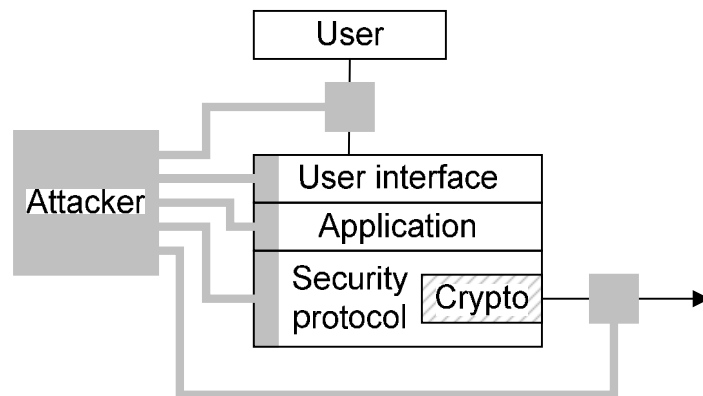 User
Attacker
User interface
Application
Security
protocol
Crypto